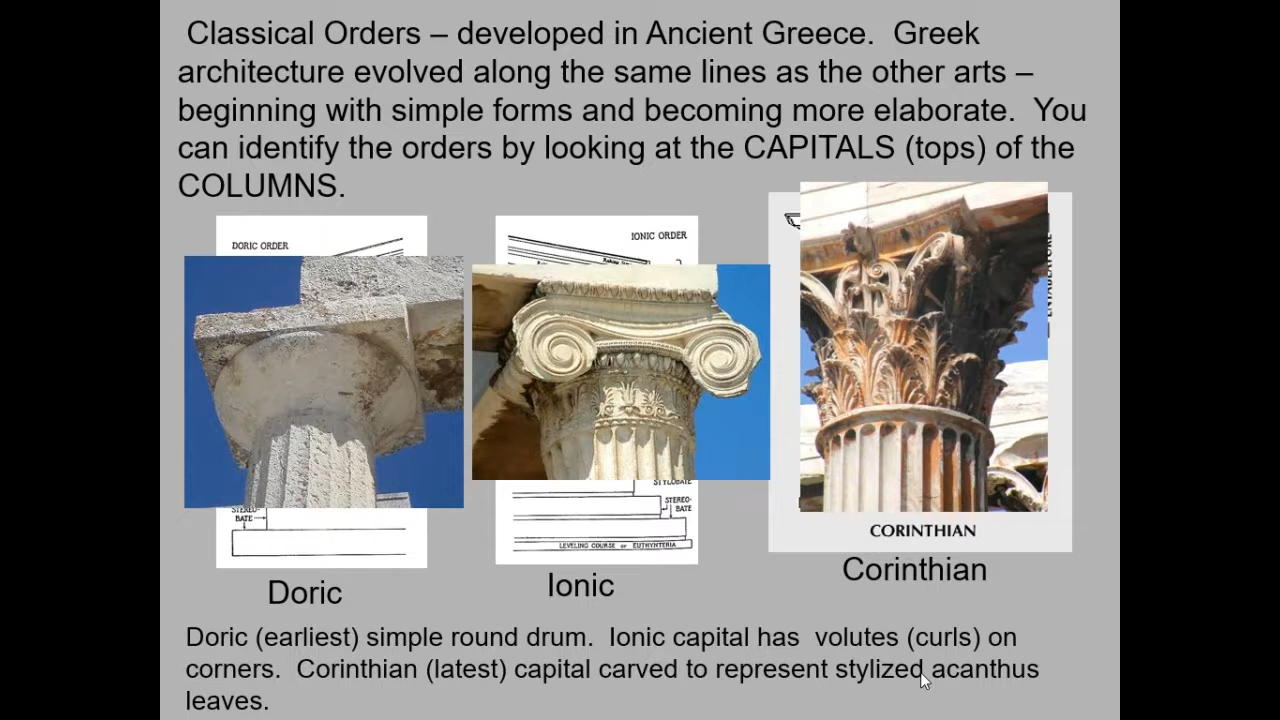 Classical Orders – developed in Ancient Greece. Greek
architecture evolved along the same lines as the other arts –
beginning with simple forms and becoming more elaborate. You
can identify the orders by looking at the CAPITALS (tops) of the
COLUMNS.
DORIC ORDER
IONIC ORDER
STEREO-
BATE
STYLOBATE
STEREO-
BATE
LEVELING COURSE or EUTHYNTERIA
CORINTHIAN
Doric
Ionic
Corinthian
Doric (earliest) simple round drum. Ionic capital has volutes (curls) on
corners. Corinthian (latest) capital carved to represent stylized acanthus
leaves.